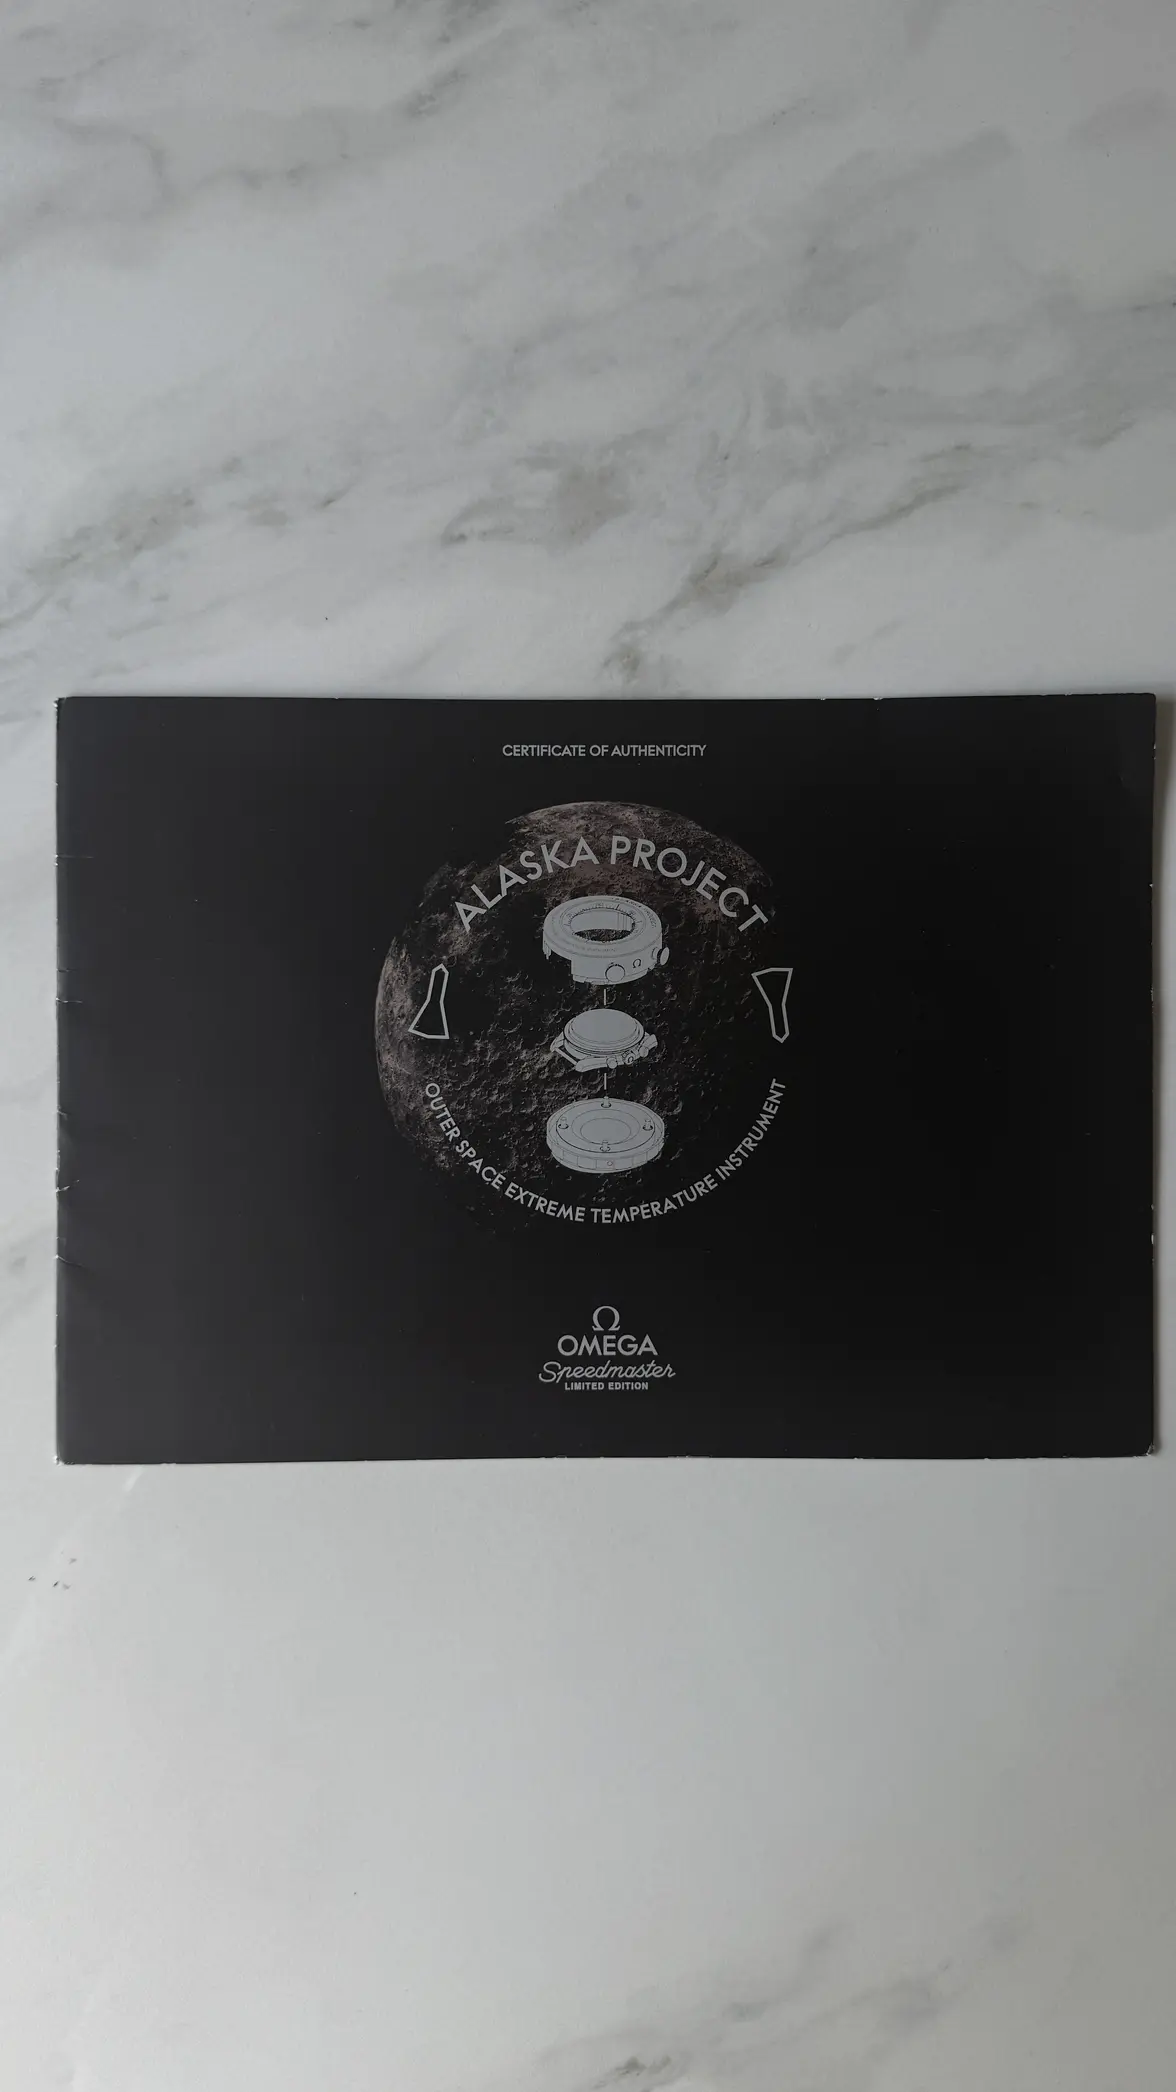 CERTIFICATE OF AUTHENTICITY
ALASKA PROJECT
OUTER SPACE EXTREME TEMPERATURE INSTRUMENT
Ω
OMEGA
Speedmaster
LIMITED EDITION